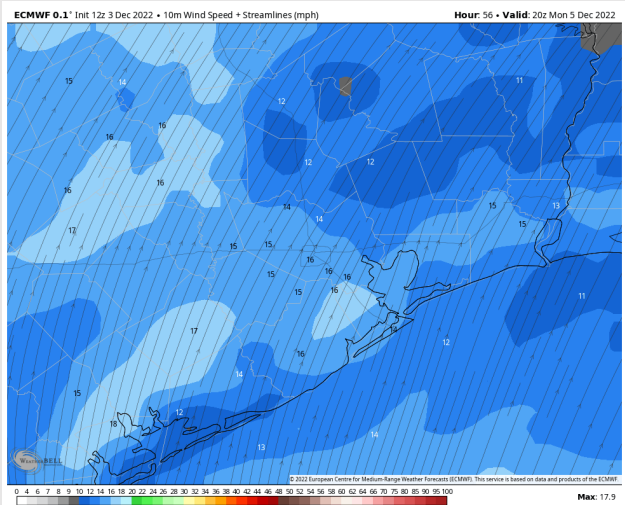 ECMWF 0.1° Init 12z 3 Dec 2022 • 10m Wind Speed + Streamlines (mph) Hour: 56 • Valid: 20z Mon 5 Dec 2022
15 14 11
12
16 16
12 12
16 16
14 15 13
14 15
17
15 15
16
15 16 16
15 16 11
17 14
12
16
14
15
12
18
14
13
WeatherBELL
© 2022 European Centre for Medium-Range Weather Forecasts (ECMWF). This service is based on data and products of the ECMWF.
0 4 5 6 7 8 9 10 12 14 16 18 20 21 22 24 26 28 30 32 34 36 38 40 42 44 46 48 50 52 54 56 58 60 62 64 66 68 70 75 80 85 90 95 100 Max: 17.9